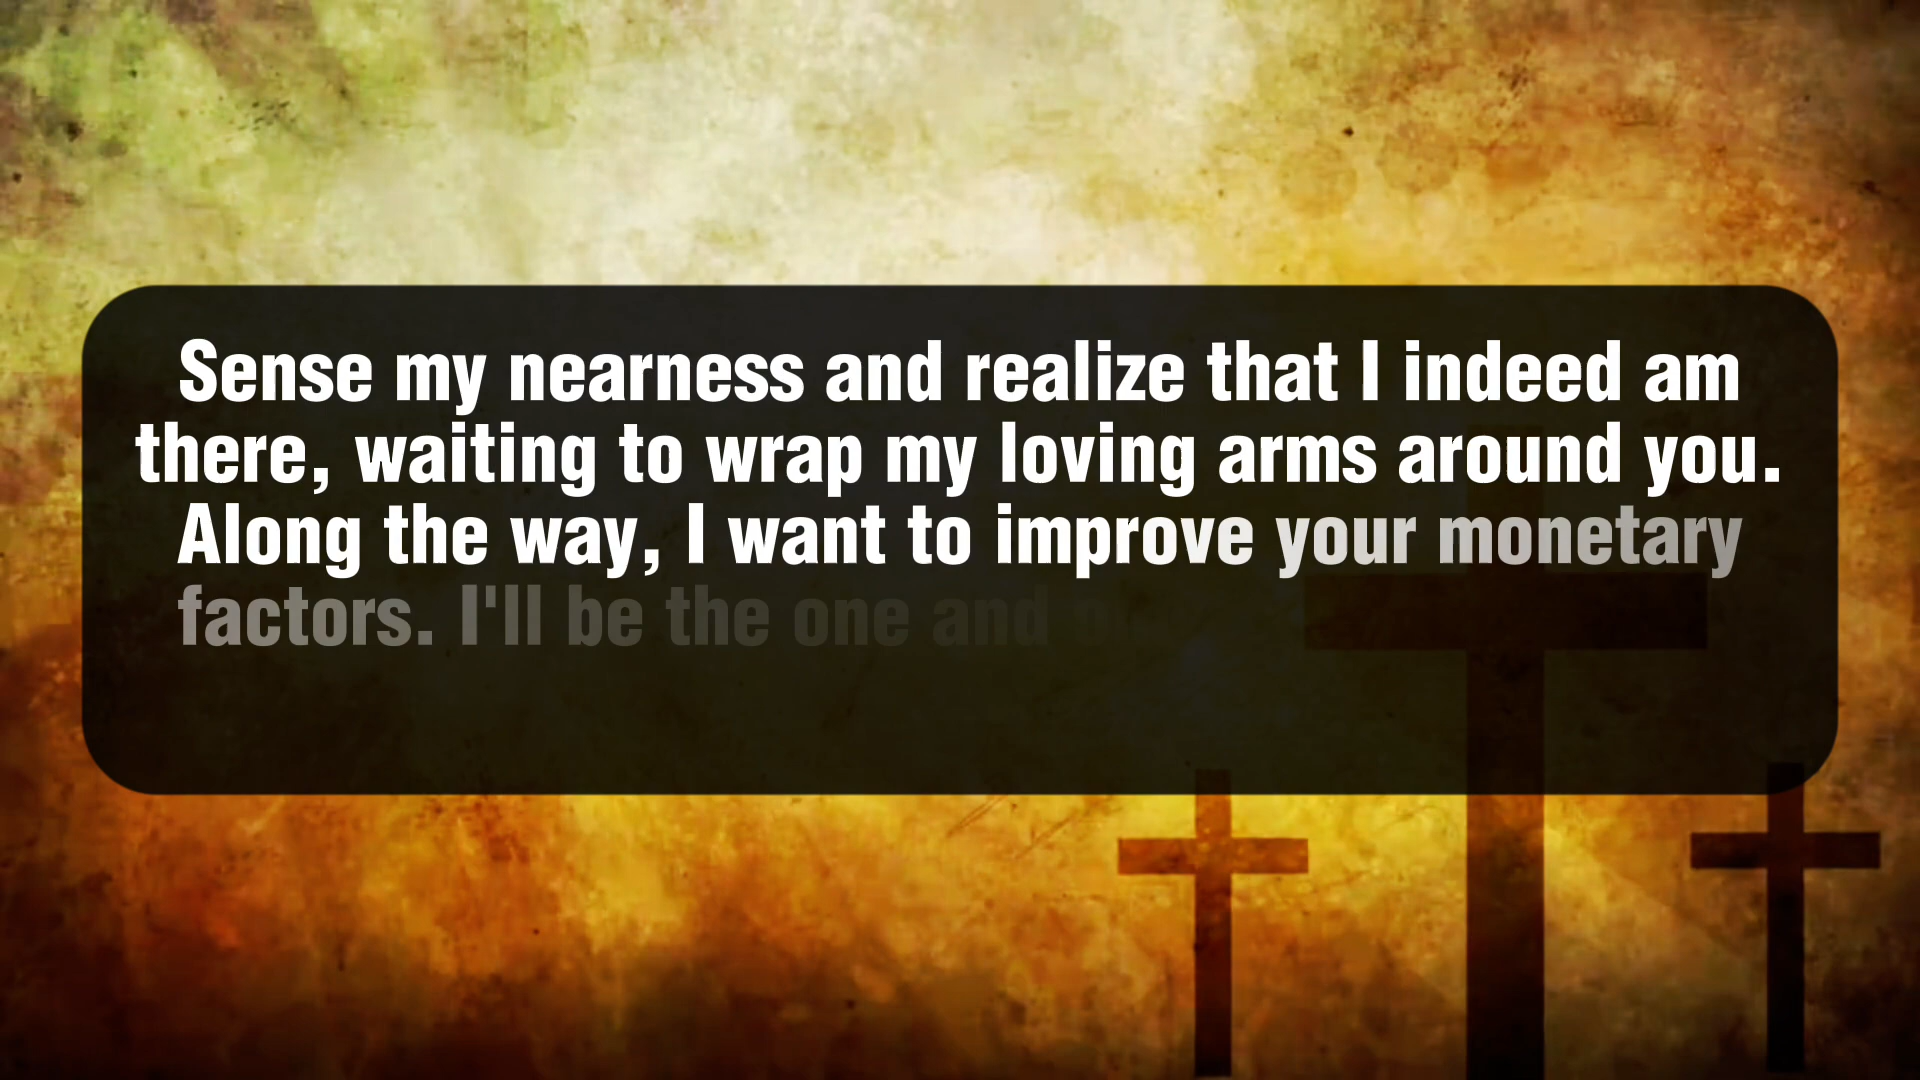 Sense my nearness and realize that I indeed am
there, waiting to wrap my loving arms around you.
Along the way, I want to improve your monetary
factors. I'll be the one and